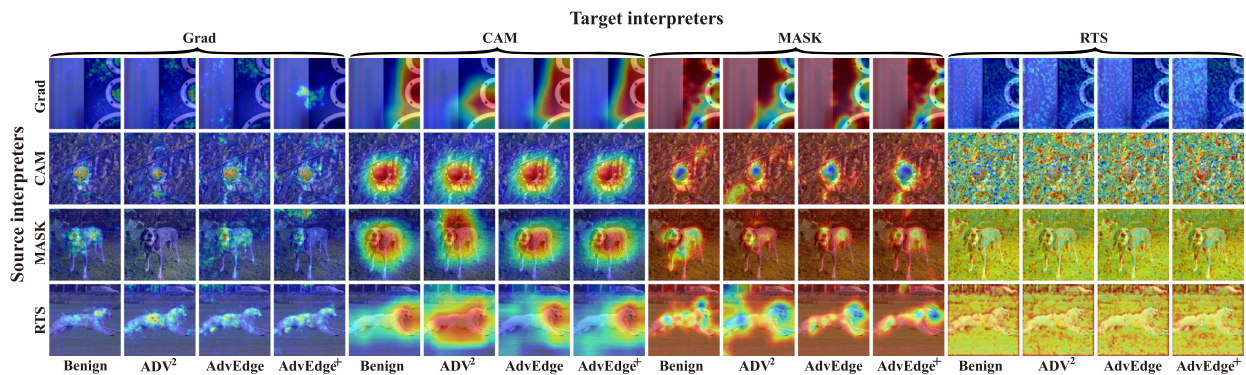 Target interpreters
Grad CAM MASK RTS
Source interpreters
Grad
CAM
MASK
RTS
Benign ADV² AdvEdge AdvEdge⁺ Benign ADV² AdvEdge AdvEdge⁺ Benign ADV² AdvEdge AdvEdge⁺ Benign ADV² AdvEdge AdvEdge⁺